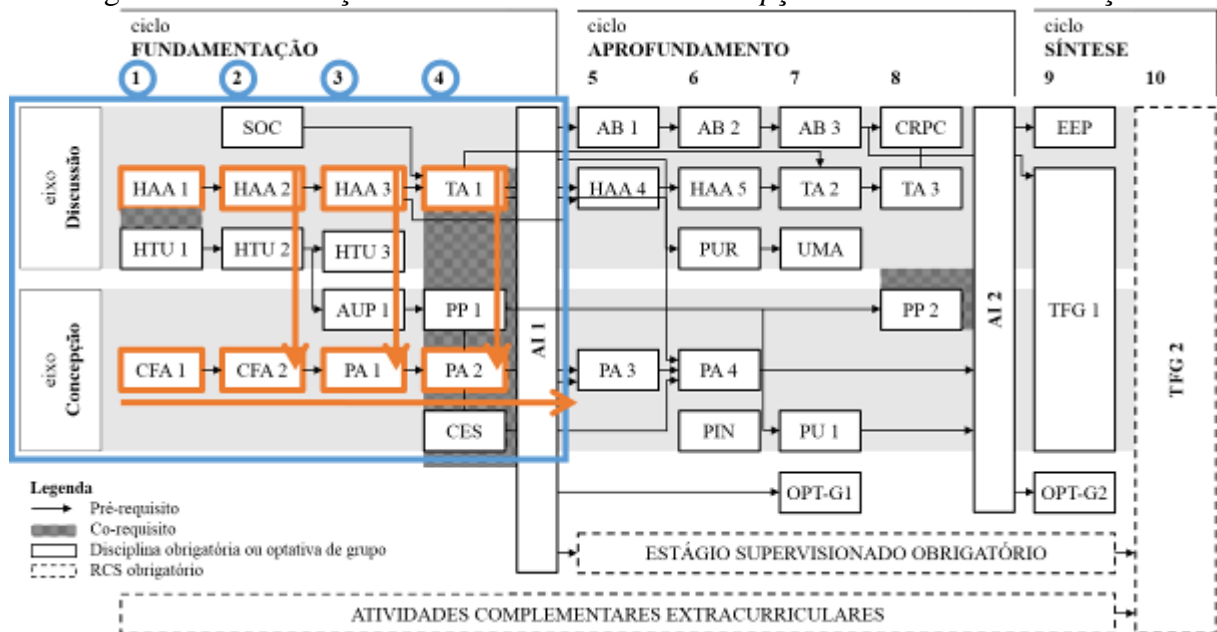 ciclo
FUNDAMENTAÇÃO
ciclo
APROFUNDAMENTO
ciclo
SÍNTESE
1 2 3 4 5 6 7 8 9 10
eixo
Discussão
SOC AB 1 AB 2 AB 3 CRPC EEP
HAA 1 HAA 2 HAA 3 TA 1 HAA 4 HAA 5 TA 2 TA 3
HTU 1 HTU 2 HTU 3 PUR UMA
eixo
Concepção
AUP 1 PP 1 AI 1 PP 2 AI 2 TFG 1
CFA 1 CFA 2 PA 1 PA 2 PA 3 PA 4 TFG 2
CES PIN PU 1
OPT-G1 OPT-G2
Legenda
Pré-requisito
Co-requisito
Disciplina obrigatória ou optativa de grupo
RCS obrigatório
ESTÁGIO SUPERVISIONADO OBRIGATÓRIO
ATIVIDADES COMPLEMENTARES EXTRACURRICULARES